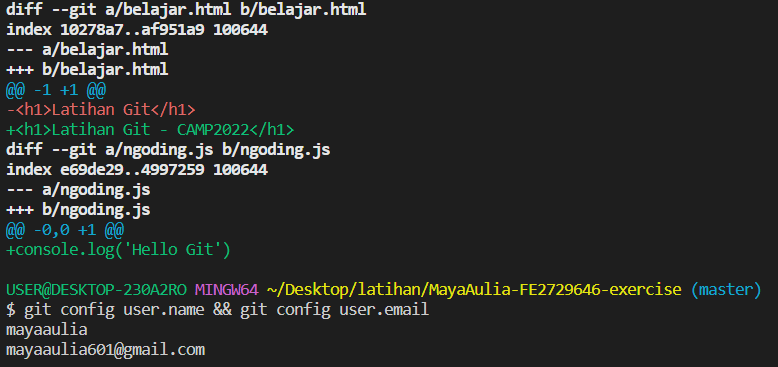 diff --git a/belajar.html b/belajar.html
index 10278a7..af951a9 100644
--- a/belajar.html
+++ b/belajar.html
@@ -1 +1 @@
-<h1>Latihan Git</h1>
+<h1>Latihan Git - CAMP2022</h1>
diff --git a/ngoding.js b/ngoding.js
index e69de29..4997259 100644
--- a/ngoding.js
+++ b/ngoding.js
@@ -0,0 +1 @@
+console.log('Hello Git')
USER@DESKTOP-230A2RO MINGW64 ~/Desktop/latihan/MayaAulia-FE2729646-exercise (master)
$ git config user.name && git config user.email
mayaaulia
mayaaulia601@gmail.com